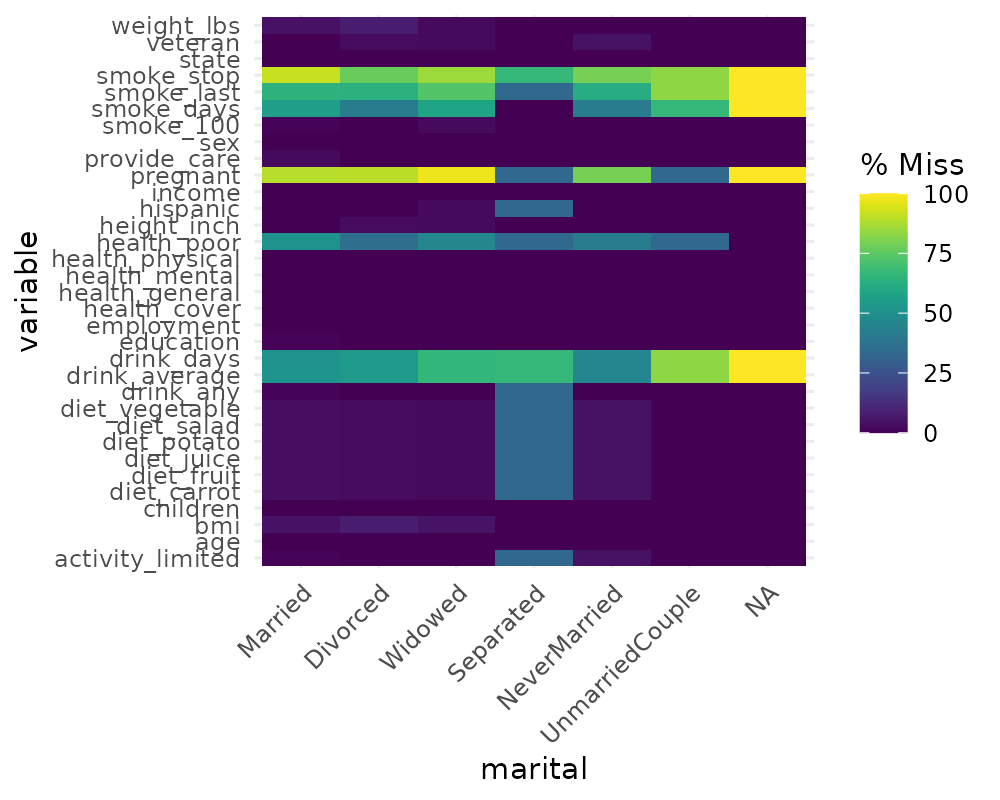 weight_lbs
veteran
state
smoke_stop
smoke_last
smoke_days
smoke_100
sex
provide_care
pregnant
income
hispanic
height_inch
health_poor
health_physical
health_mental
health_general
health_cover
employment
education
drink_days
drink_average
drink_any
diet_vegetable
diet_salad
diet_potato
diet_juice
diet_fruit
diet_carrot
children
bmi
age
activity_limited
variable
Married
Divorced
Widowed
Separated
NeverMarried
UnmarriedCouple
NA
marital
% Miss
100
75
50
25
0